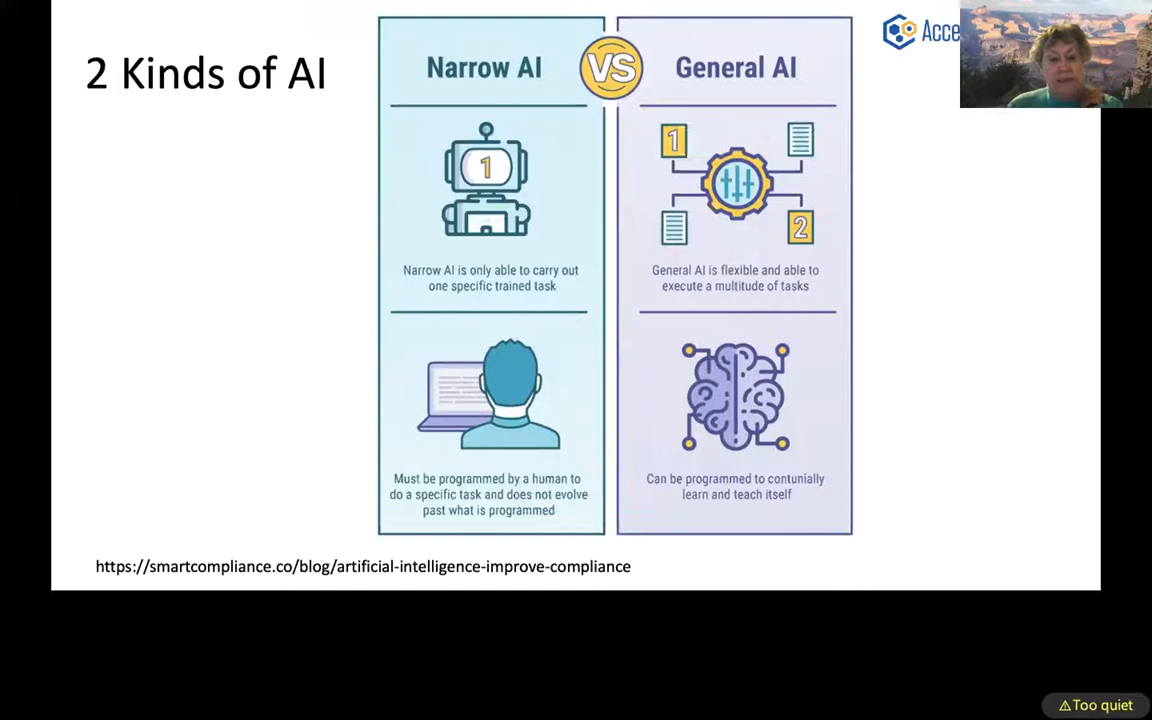 2 Kinds of AI
Narrow AI
VS
General AI
Acce
1
1
2
Narrow AI is only able to carry out
one specific trained task
General AI is flexible and able to
execute a multitude of tasks
Must be programmed by a human to
do a specific task and does not evolve
past what is programmed
Can be programmed to contunially
learn and teach itself
https://smartcompliance.co/blog/artificial-intelligence-improve-compliance
Too quiet